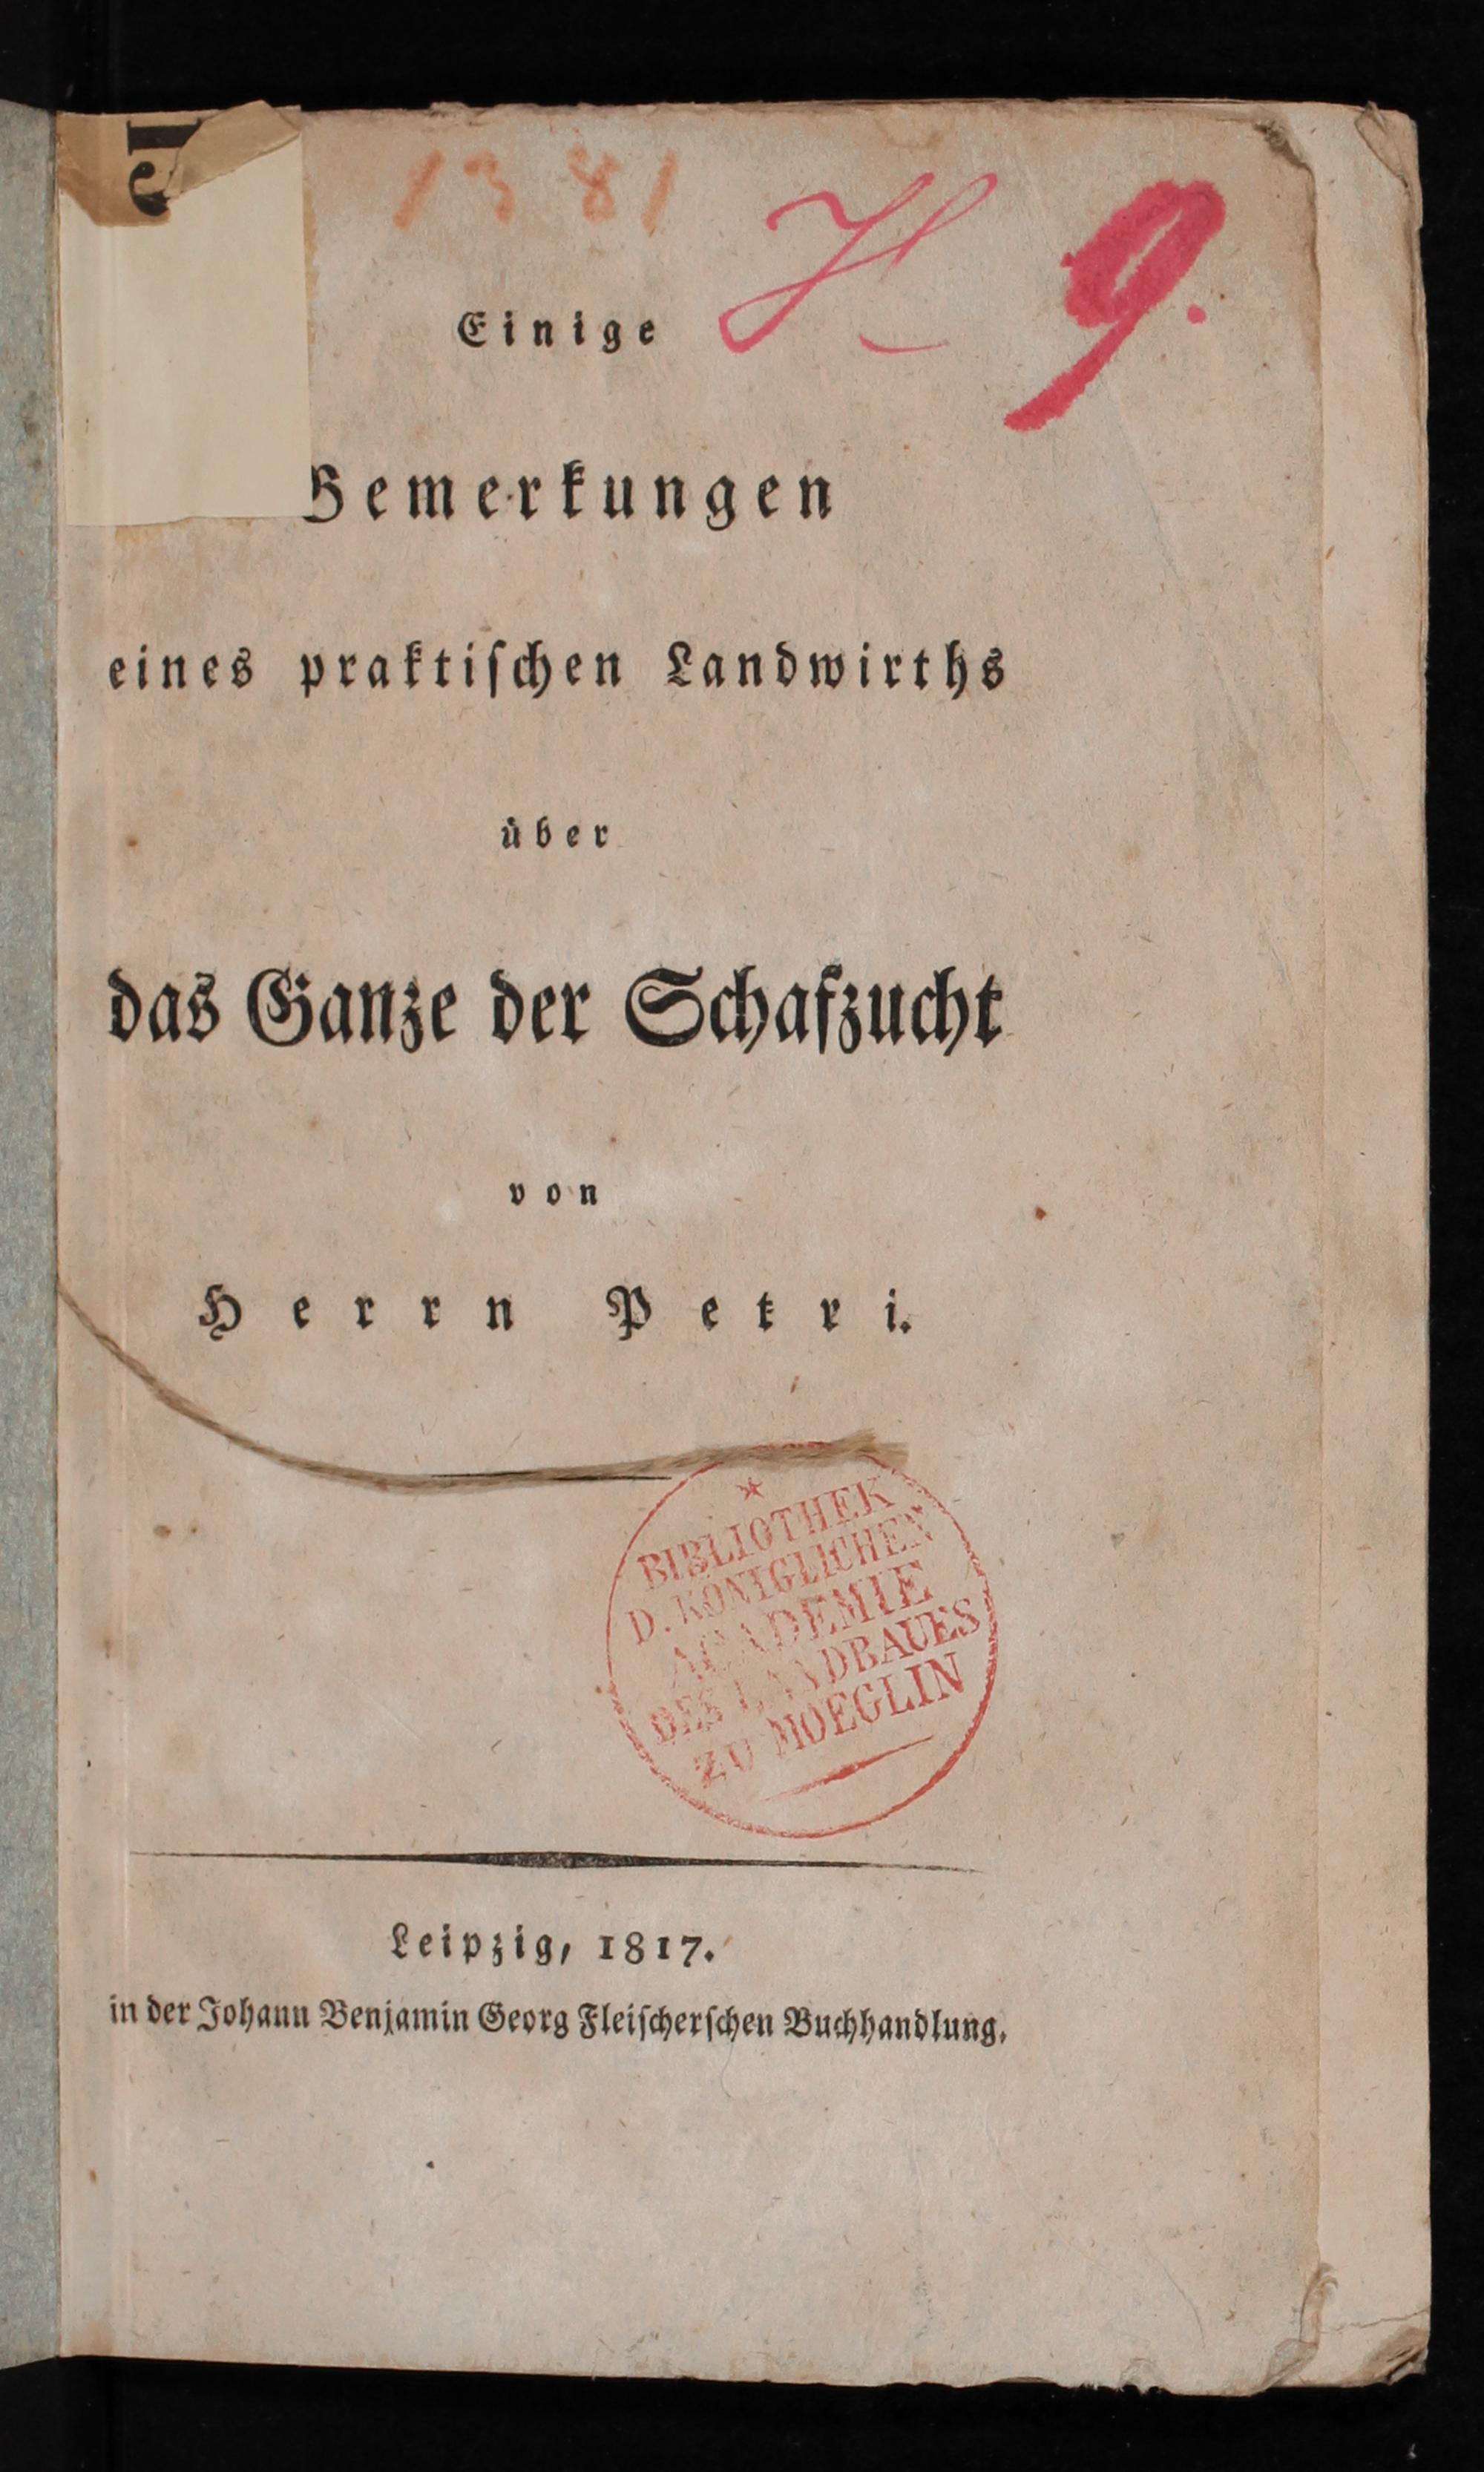 1381
H 9.
Einige
Bemerkungen
eines praktiſchen Landwirths
über
das Ganze der Schafzucht
von
Herrn Petri.
BIBLIOTHEK
D. KÖNIGLICHEN
ACADEMIE
DES LANDBAUES
ZU MOEGLIN
Leipzig, 1817.
in der Johann Benjamin Georg Fleiſcherſchen Buchhandlung.